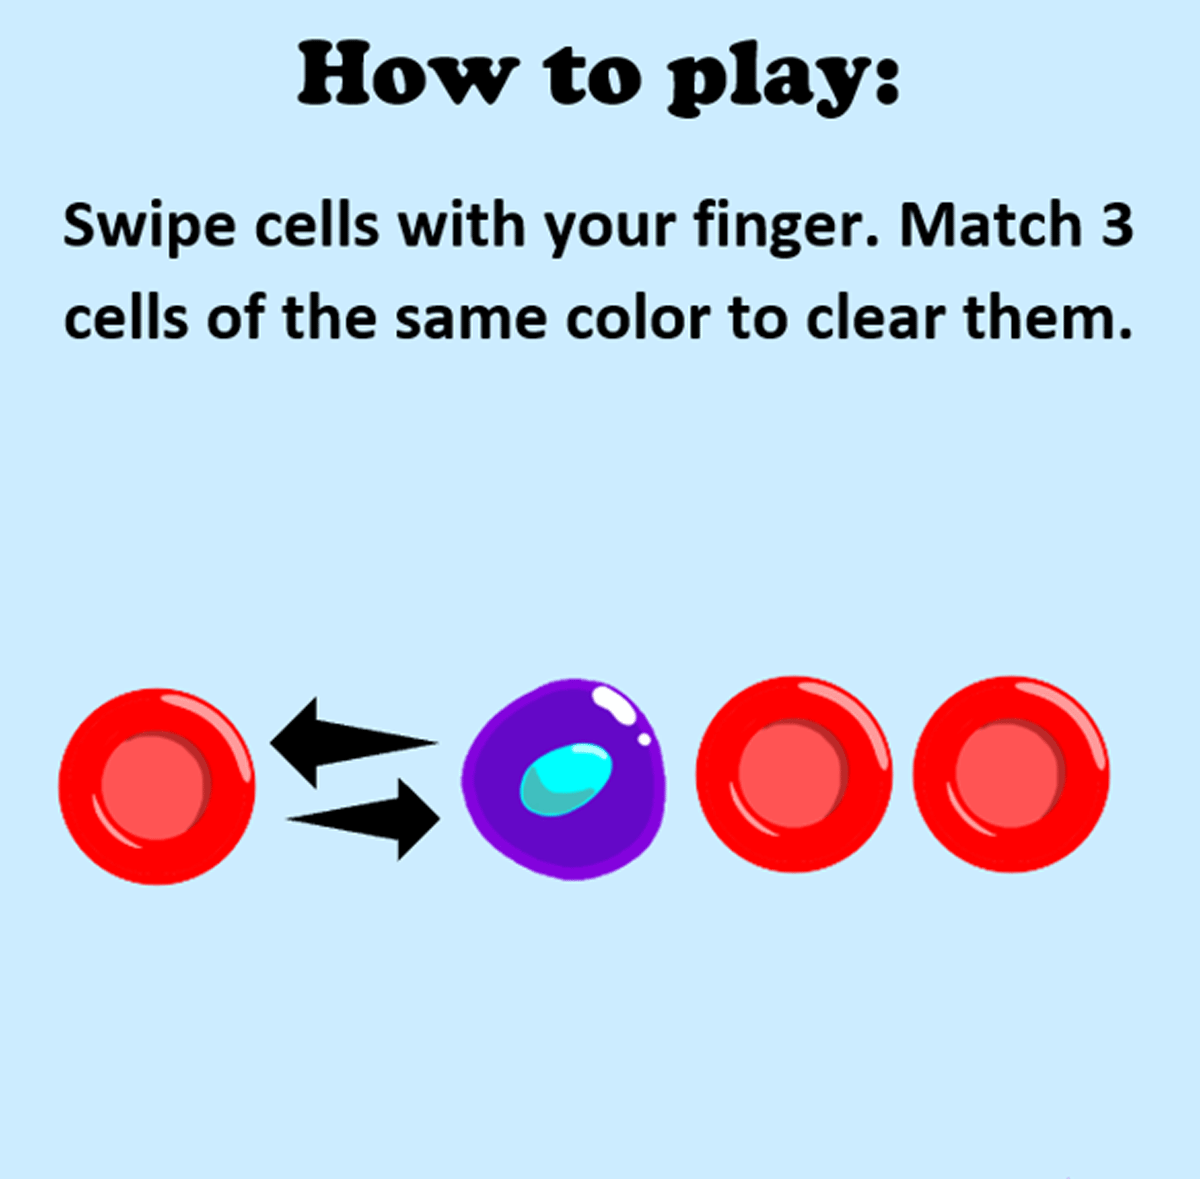 How to play:
Swipe cells with your finger. Match 3
cells of the same color to clear them.